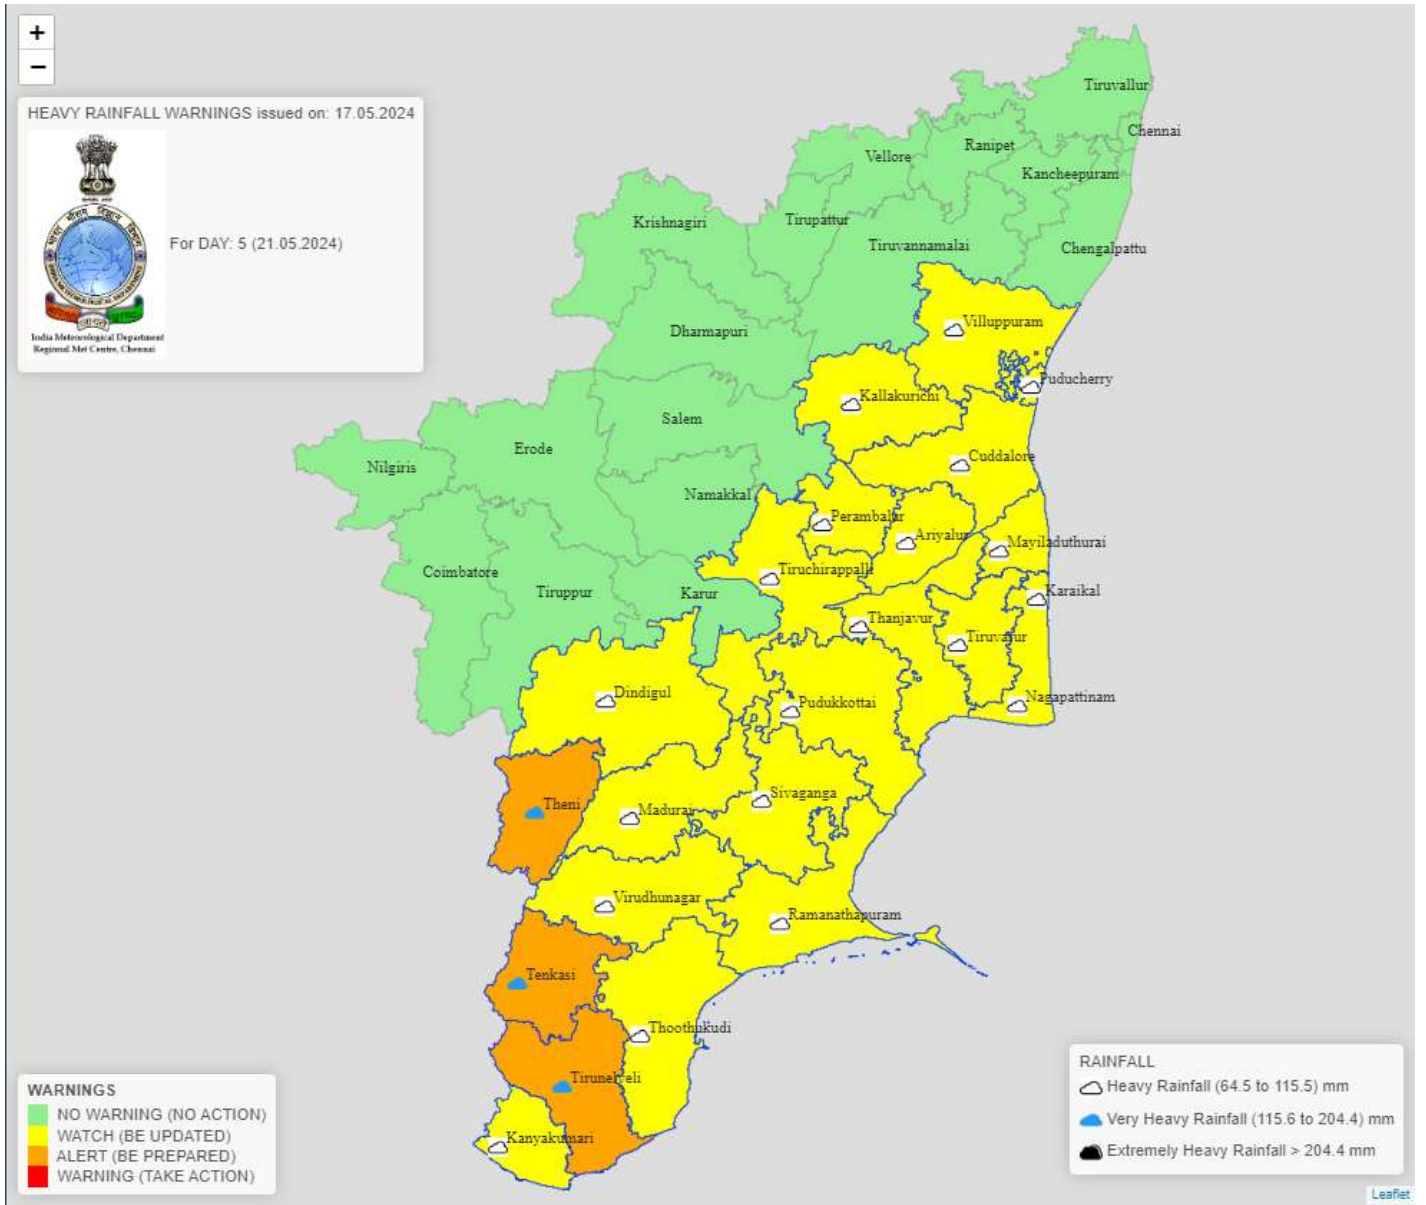 +
−
HEAVY RAINFALL WARNINGS issued on: 17.05.2024
India Meteorological Department
Regional Met Centre, Chennai
For DAY: 5 (21.05.2024)
Tiruvallur
Chennai
Ranipet
Vellore
Kancheepuram
Tirupattur
Krishnagiri
Tiruvannamalai
Chengalpattu
Villuppuram
Dharmapuri
Puducherry
Kallakurichi
Salem
Erode
Cuddalore
Nilgiris
Namakkal
Perambalur
Ariyalur
Mayiladuthurai
Coimbatore
Tiruchirappalli
Tiruppur
Karur
Karaikal
Thanjavur
Tiruvarur
Dindigul
Nagapattinam
Pudukkottai
Sivaganga
Theni
Madurai
Virudhunagar
Ramanathapuram
Tenkasi
Thoothukudi
Tirunelveli
Kanyakumari
WARNINGS
NO WARNING (NO ACTION)
WATCH (BE UPDATED)
ALERT (BE PREPARED)
WARNING (TAKE ACTION)
RAINFALL
Heavy Rainfall (64.5 to 115.5) mm
Very Heavy Rainfall (115.6 to 204.4) mm
Extremely Heavy Rainfall > 204.4 mm
Leaflet